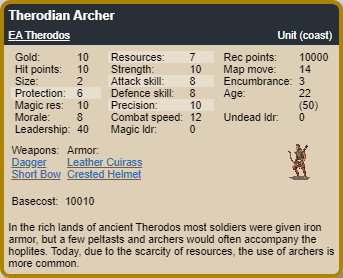 Therodian Archer
EA Therodos Unit (coast)
Gold: 10 Resources: 7 Rec points: 10000
Hit points: 10 Strength: 10 Map move: 14
Size: 2 Attack skill: 8 Encumbrance: 3
Protection: 6 Defence skill: 8 Age: 22
Magic res: 10 Precision: 10 (50)
Morale: 8 Combat speed: 12 Undead ldr: 0
Leadership: 40 Magic ldr: 0
Weapons: Armor:
Dagger Leather Cuirass
Short Bow Crested Helmet
Basecost: 10010
In the rich lands of ancient Therodos most soldiers were given iron
armor, but a few peltasts and archers would often accompany the
hoplites. Today, due to the scarcity of resources, the use of archers is
more common.